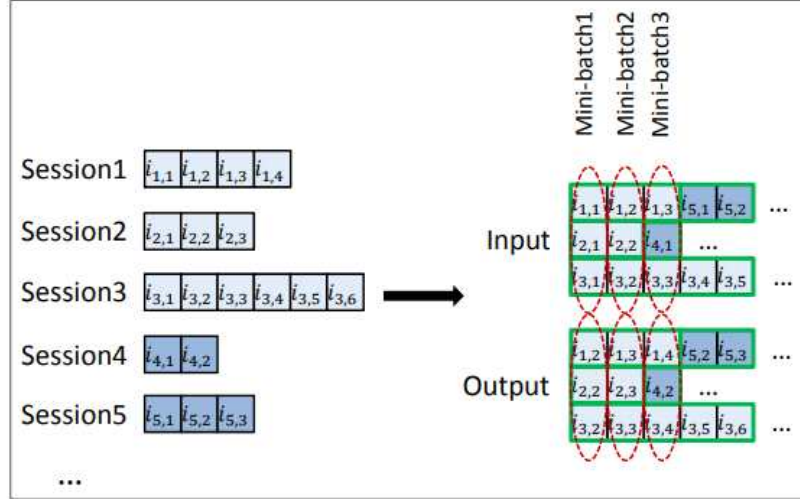 Mini-batch1
Mini-batch2
Mini-batch3
Session1 i1,1 i1,2 i1,3 i1,4
Session2 i2,1 i2,2 i2,3
Session3 i3,1 i3,2 i3,3 i3,4 i3,5 i3,6
Session4 i4,1 i4,2
Session5 i5,1 i5,2 i5,3
...
Input
i1,1 i1,2 i1,3 i5,1 i5,2 ...
i2,1 i2,2 i4,1 ...
i3,1 i3,2 i3,3 i3,4 i3,5 ...
Output
i1,2 i1,3 i1,4 i5,2 i5,3 ...
i2,2 i2,3 i4,2 ...
i3,2 i3,3 i3,4 i3,5 i3,6 ...